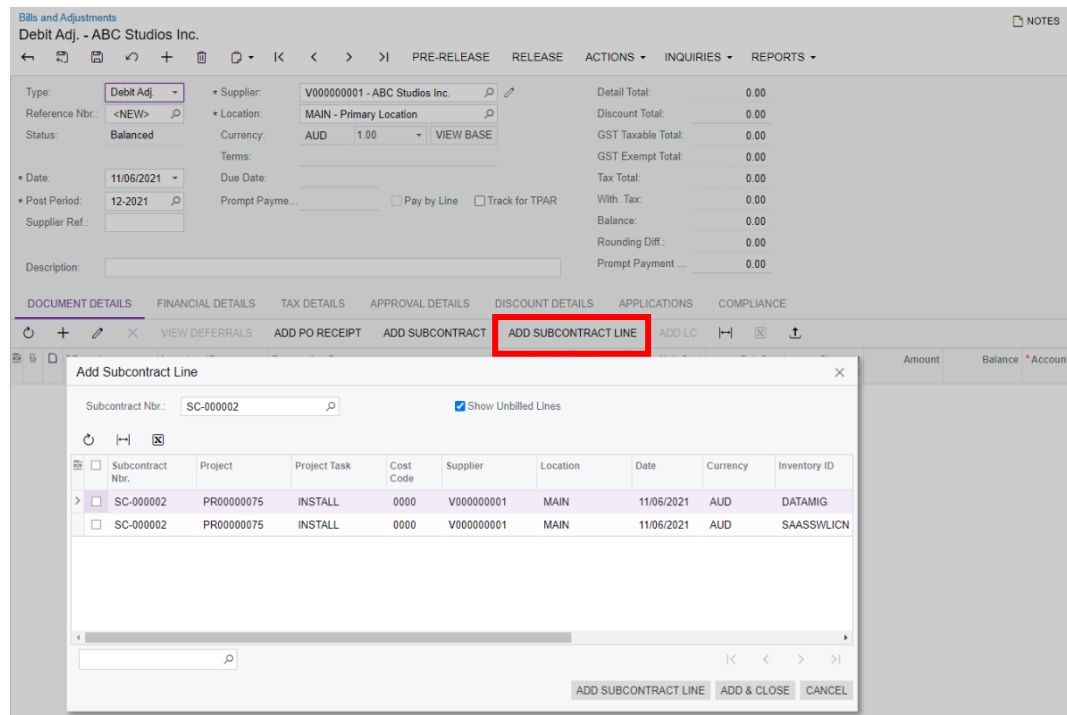 Bills and Adjustments
NOTES
Debit Adj. - ABC Studios Inc.
PRE-RELEASE RELEASE ACTIONS INQUIRIES REPORTS
Type: Debit Adj. * Supplier: V000000001 - ABC Studios Inc. Detail Total: 0.00
Reference Nbr.: <NEW> * Location: MAIN - Primary Location Discount Total: 0.00
Status: Balanced Currency: AUD 1.00 VIEW BASE GST Taxable Total: 0.00
Terms: GST Exempt Total: 0.00
* Date: 11/06/2021 Due Date: Tax Total: 0.00
* Post Period: 12-2021 Prompt Payme... Pay by Line Track for TPAR With. Tax: 0.00
Supplier Ref.: Balance: 0.00
Rounding Diff.: 0.00
Description: Prompt Payment ... 0.00
DOCUMENT DETAILS FINANCIAL DETAILS TAX DETAILS APPROVAL DETAILS DISCOUNT DETAILS APPLICATIONS COMPLIANCE
VIEW DEFERRALS ADD PO RECEIPT ADD SUBCONTRACT ADD SUBCONTRACT LINE ADD LC
Amount Balance * Accoun
Add Subcontract Line
Subcontract Nbr.: SC-000002 Show Unbilled Lines
Subcontract Nbr. Project Project Task Cost Code Supplier Location Date Currency Inventory ID
SC-000002 PR00000075 INSTALL 0000 V000000001 MAIN 11/06/2021 AUD DATAMIG
SC-000002 PR00000075 INSTALL 0000 V000000001 MAIN 11/06/2021 AUD SAASSWLICN
ADD SUBCONTRACT LINE ADD & CLOSE CANCEL